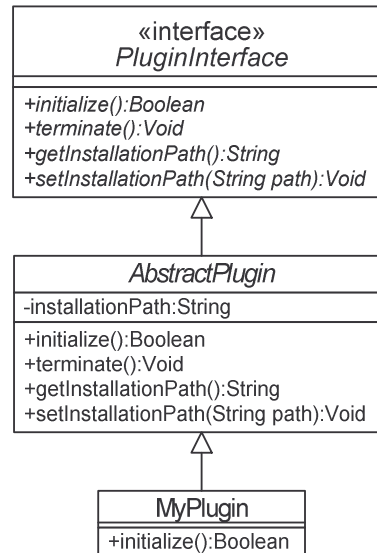 «interface»
PluginInterface
+initialize():Boolean
+terminate():Void
+getInstallationPath():String
+setInstallationPath(String path):Void
AbstractPlugin
-installationPath:String
+initialize():Boolean
+terminate():Void
+getInstallationPath():String
+setInstallationPath(String path):Void
MyPlugin
+initialize():Boolean